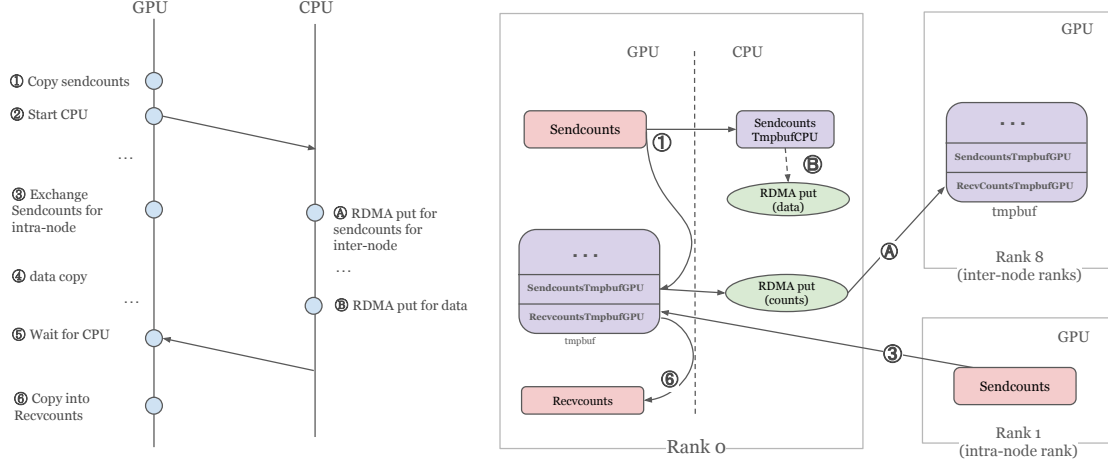 GPU
CPU
① Copy sendcounts
② Start CPU
...
③ Exchange
Sendcounts for
intra-node
Ⓐ RDMA put for
sendcounts for
inter-node
④ data copy
...
...
Ⓑ RDMA put for data
⑤ Wait for CPU
⑥ Copy into
Recvcounts
GPU
CPU
Sendcounts
Sendcounts
TmpbufCPU
①
Ⓑ
RDMA put
(data)
...
SendcountsTmpbufGPU
RecvcountsTmpbufGPU
tmpbuf
RDMA put
(counts)
Ⓐ
③
⑥
Recvcounts
Rank 0
GPU
...
SendcountsTmpbufGPU
RecvCountsTmpbufGPU
tmpbuf
Rank 8
(inter-node ranks)
GPU
Sendcounts
Rank 1
(intra-node rank)